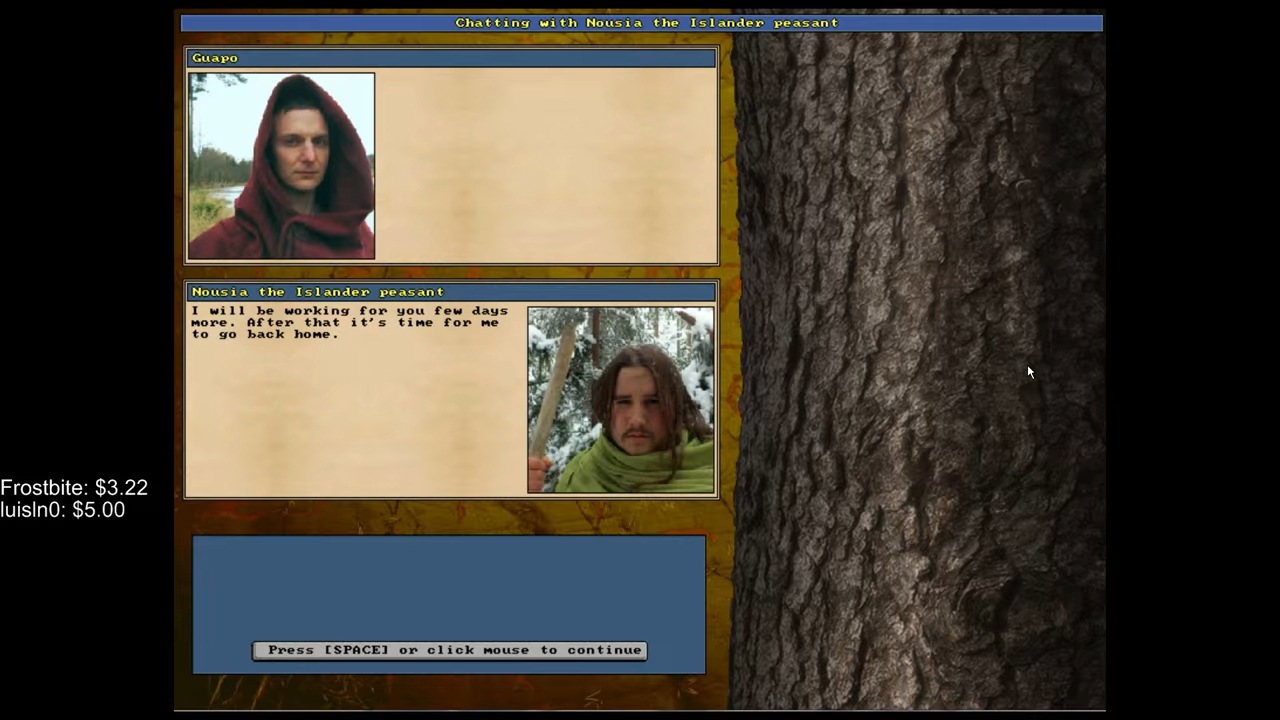 Chatting with Nousia the Islander peasant
Guapo
Nousia the Islander peasant
I will be working for you few days
more. After that it's time for me
to go back home.
Frostbite: $3.22
luisln0: $5.00
Press [SPACE] or click mouse to continue